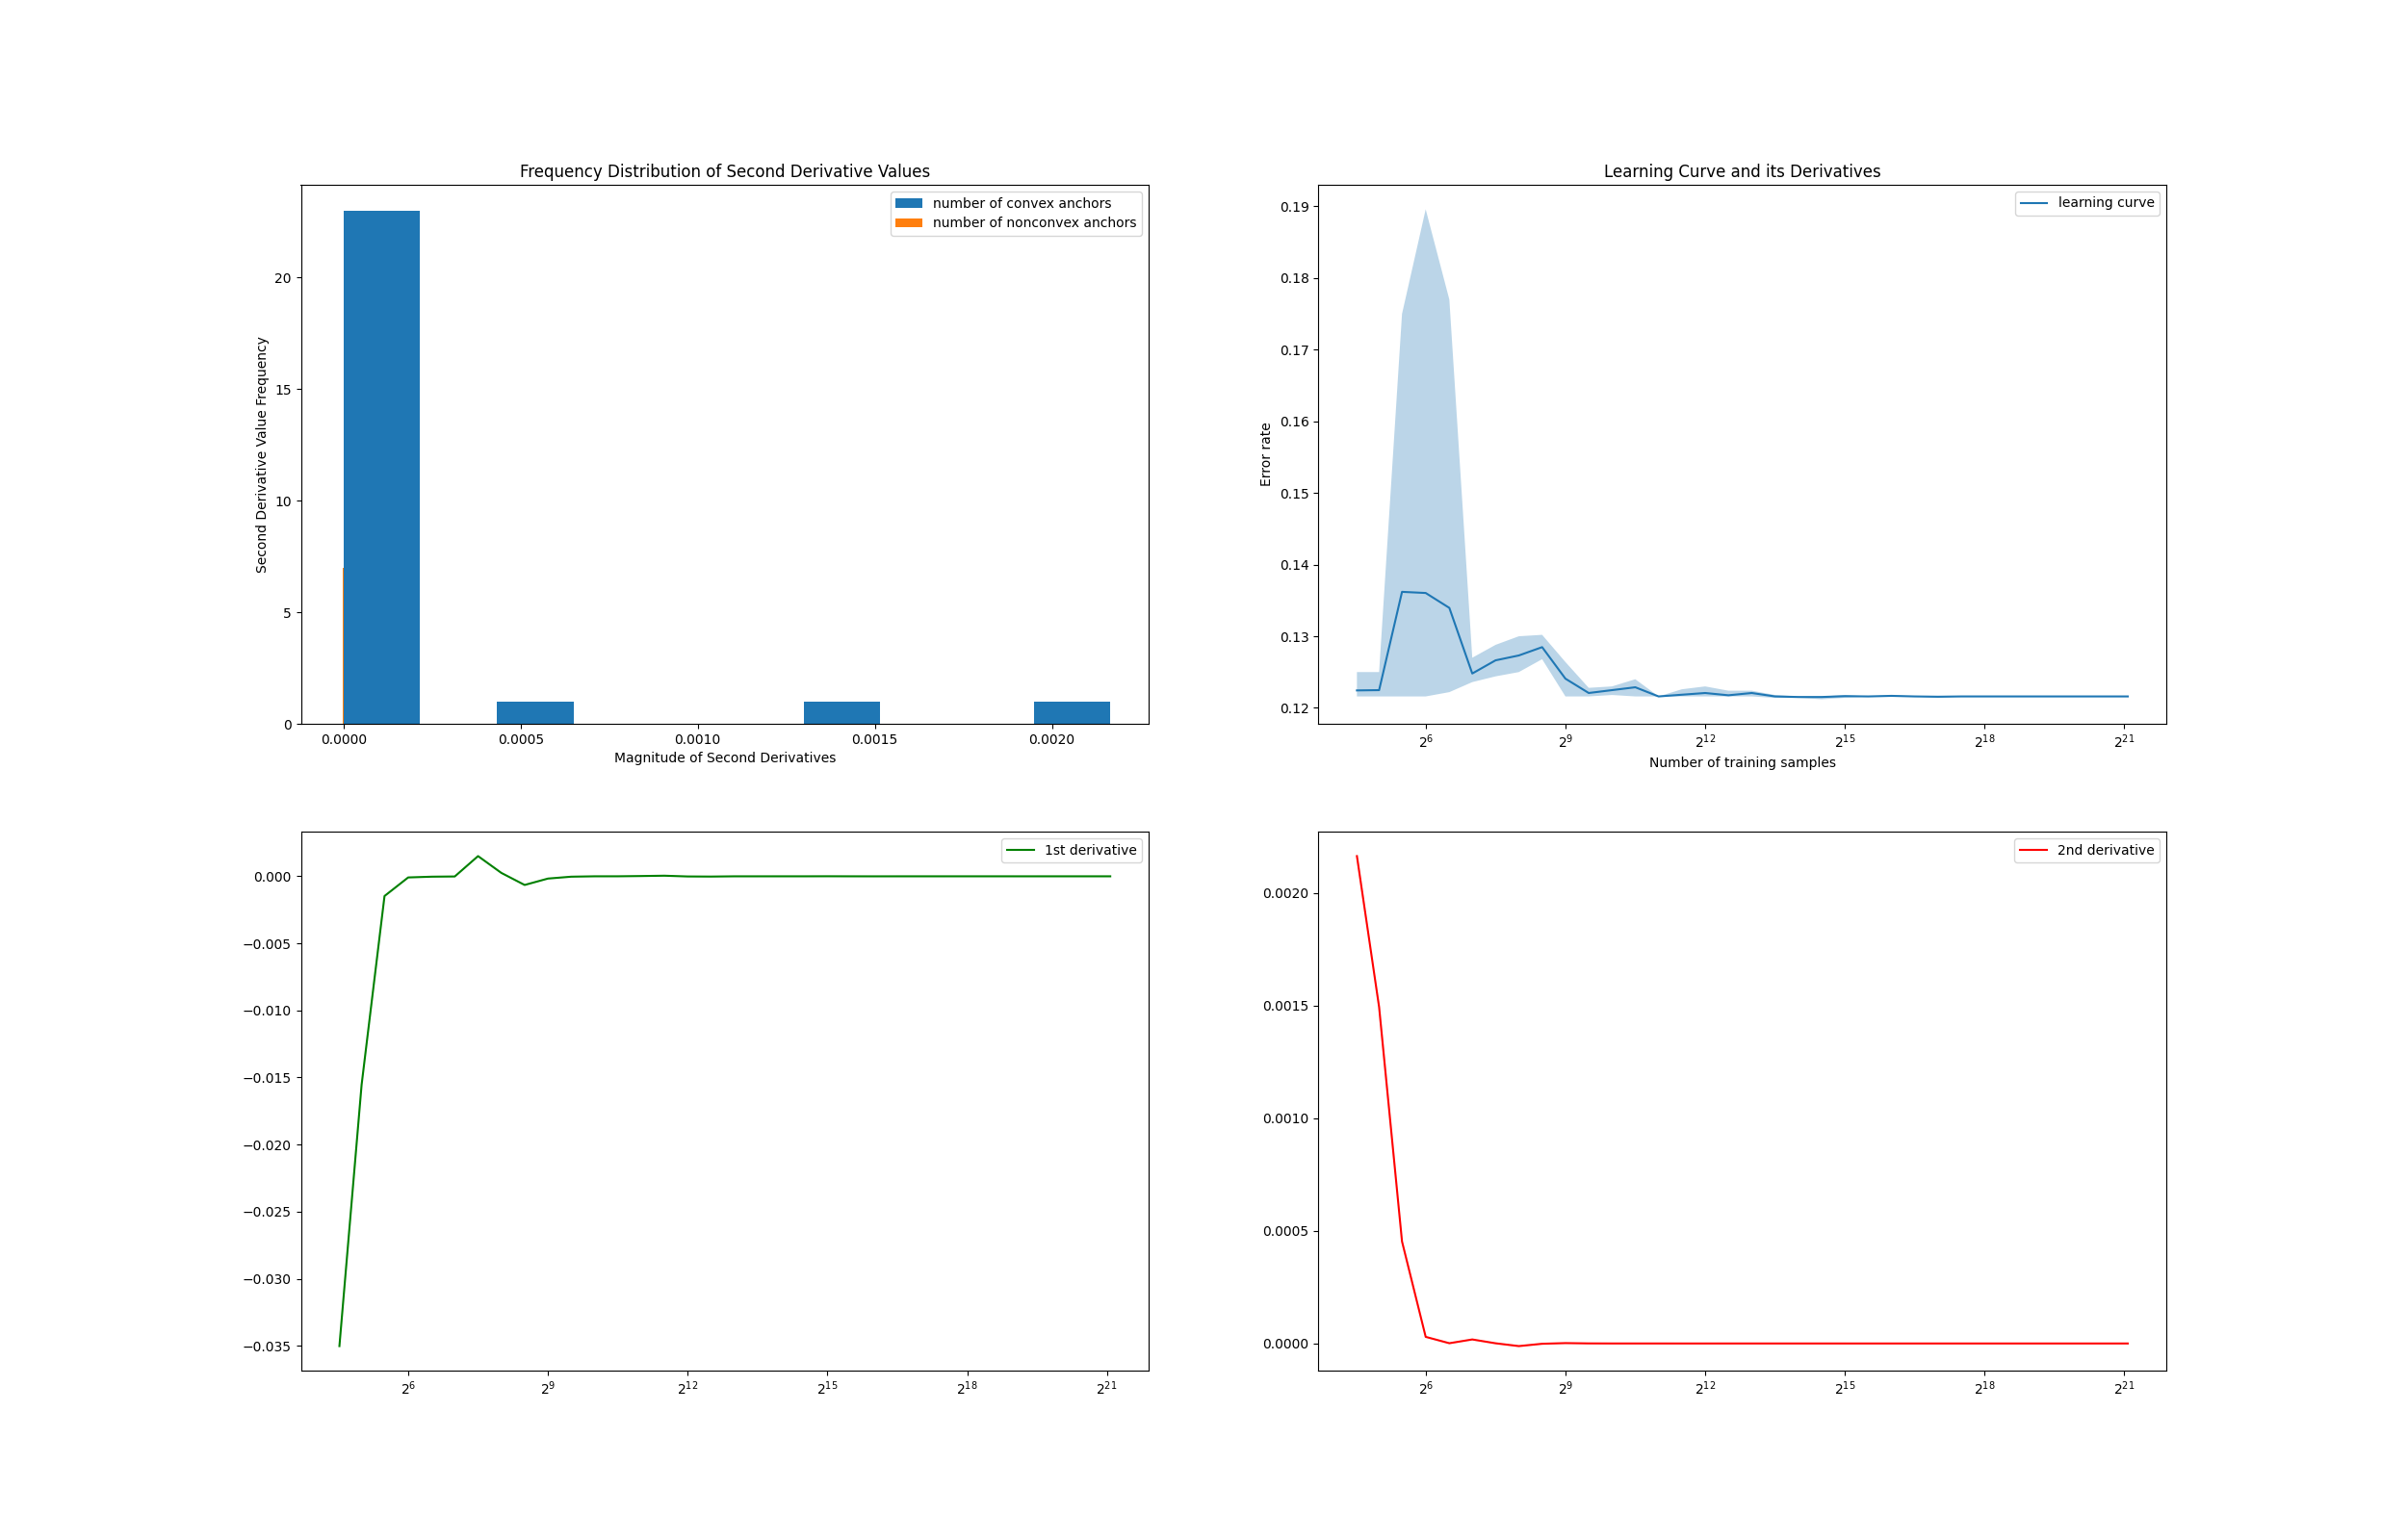 Frequency Distribution of Second Derivative Values
number of convex anchors
number of nonconvex anchors
Second Derivative Value Frequency
20
15
10
5
0
0.0000 0.0005 0.0010 0.0015 0.0020
Magnitude of Second Derivatives
Learning Curve and its Derivatives
learning curve
Error rate
0.19
0.18
0.17
0.16
0.15
0.14
0.13
0.12
2^6 2^9 2^12 2^15 2^18 2^21
Number of training samples
1st derivative
0.000
−0.005
−0.010
−0.015
−0.020
−0.025
−0.030
−0.035
2^6 2^9 2^12 2^15 2^18 2^21
2nd derivative
0.0020
0.0015
0.0010
0.0005
0.0000
2^6 2^9 2^12 2^15 2^18 2^21